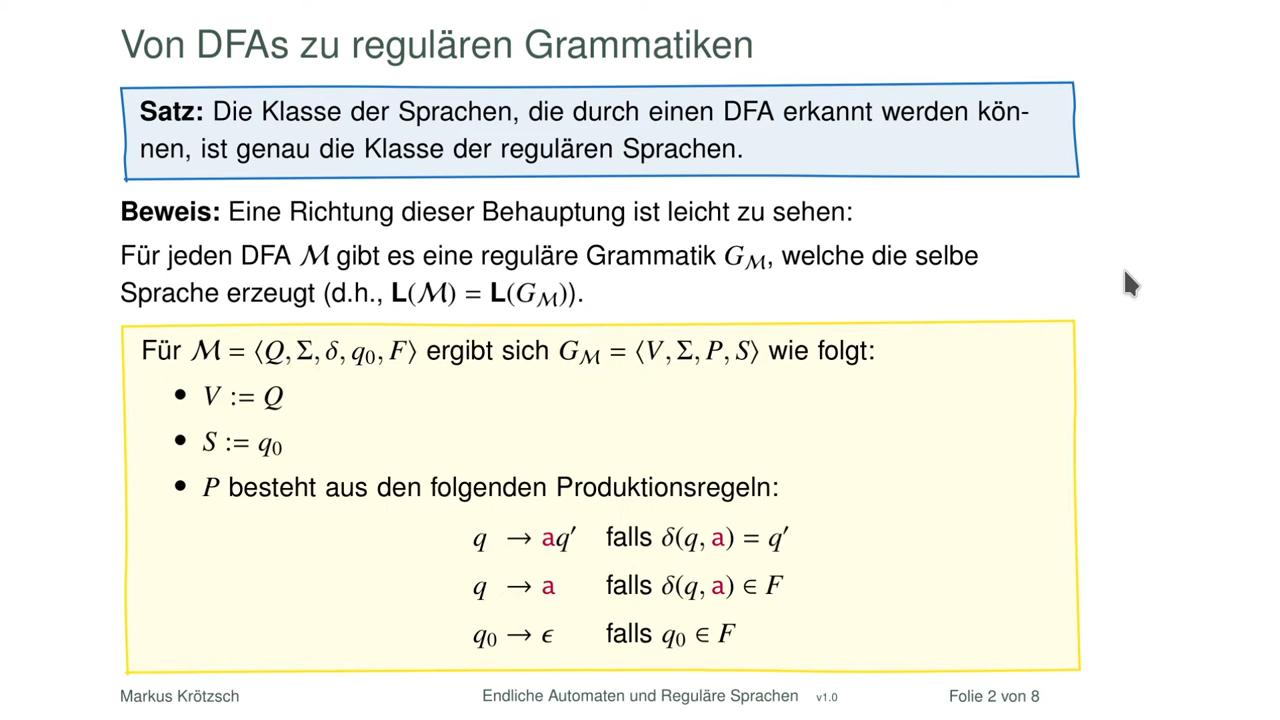 Von DFAs zu regulären Grammatiken
Satz: Die Klasse der Sprachen, die durch einen DFA erkannt werden kön-
nen, ist genau die Klasse der regulären Sprachen.
Beweis: Eine Richtung dieser Behauptung ist leicht zu sehen:
Für jeden DFA ℳ gibt es eine reguläre Grammatik G_ℳ, welche die selbe
Sprache erzeugt (d.h., L(ℳ) = L(G_ℳ)).
Für ℳ = ⟨Q, Σ, δ, q₀, F⟩ ergibt sich G_ℳ = ⟨V, Σ, P, S⟩ wie folgt:
• V := Q
• S := q₀
• P besteht aus den folgenden Produktionsregeln:
q → aq′ falls δ(q, a) = q′
q → a falls δ(q, a) ∈ F
q₀ → ϵ falls q₀ ∈ F
Markus Krötzsch Endliche Automaten und Reguläre Sprachen v1.0 Folie 2 von 8